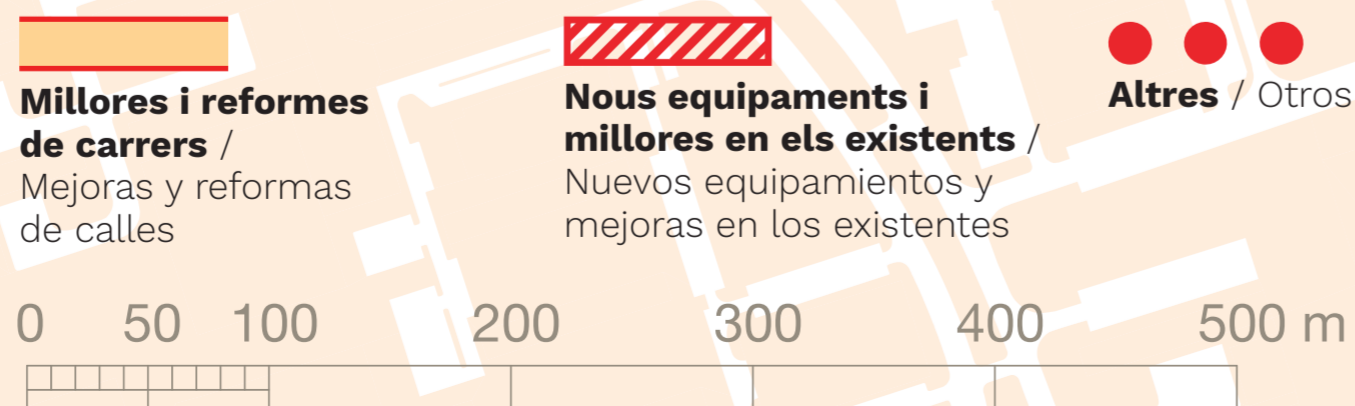 Millores i reformes
de carrers /
Mejoras y reformas
de calles
Nous equipaments i
millores en els existents /
Nuevos equipamientos y
mejoras en los existentes
Altres / Otros
0 50 100 200 300 400 500 m